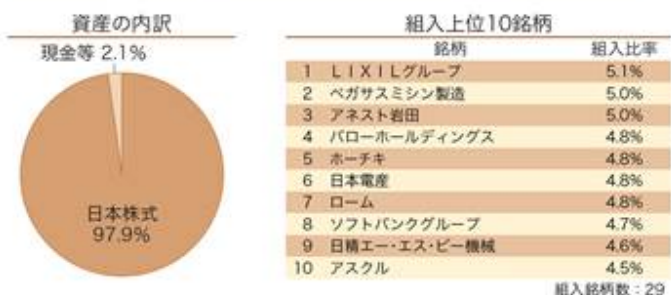 資産の内訳
現金等 2.1%
日本株式
97.9%
組入上位10銘柄
銘柄 組入比率
1 ＬＩＸＩＬグループ 5.1%
2 ペガサスミシン製造 5.0%
3 アネスト岩田 5.0%
4 バローホールディングス 4.8%
5 ホーチキ 4.8%
6 日本電産 4.8%
7 ローム 4.8%
8 ソフトバンクグループ 4.7%
9 日精エー・エス・ビー機械 4.6%
10 アスクル 4.5%
組入銘柄数：29